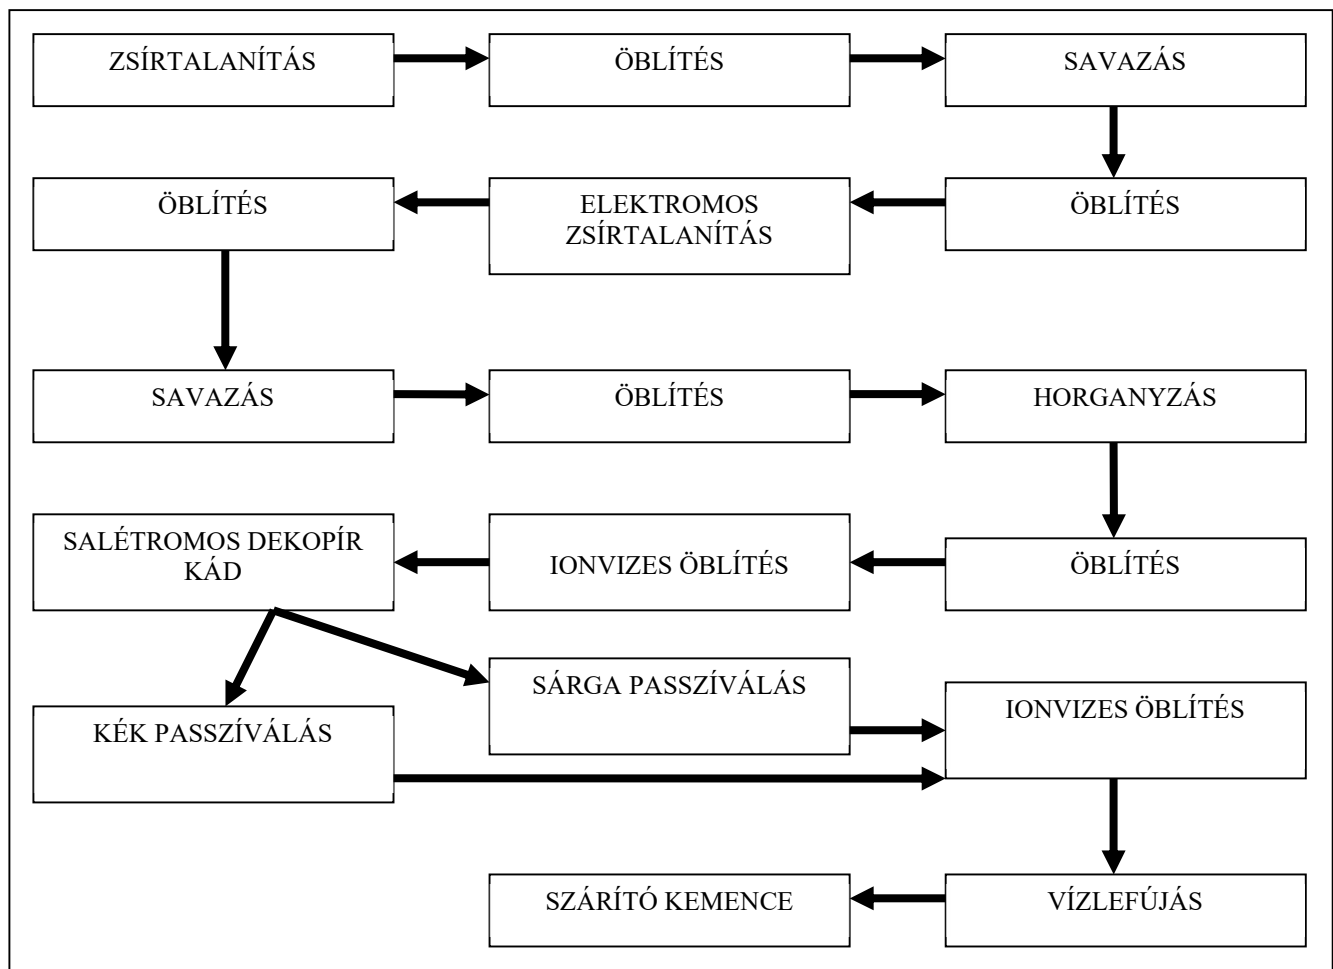 ZSÍRTALANÍTÁS
ÖBLÍTÉS
SAVAZÁS
ÖBLÍTÉS
ELEKTROMOS
ZSÍRTALANÍTÁS
ÖBLÍTÉS
SAVAZÁS
ÖBLÍTÉS
HORGANYZÁS
ÖBLÍTÉS
IONVIZES ÖBLÍTÉS
SALÉTROMOS DEKOPÍR
KÁD
KÉK PASSZÍVÁLÁS
SÁRGA PASSZÍVÁLÁS
IONVIZES ÖBLÍTÉS
VÍZLEFÚJÁS
SZÁRÍTÓ KEMENCE